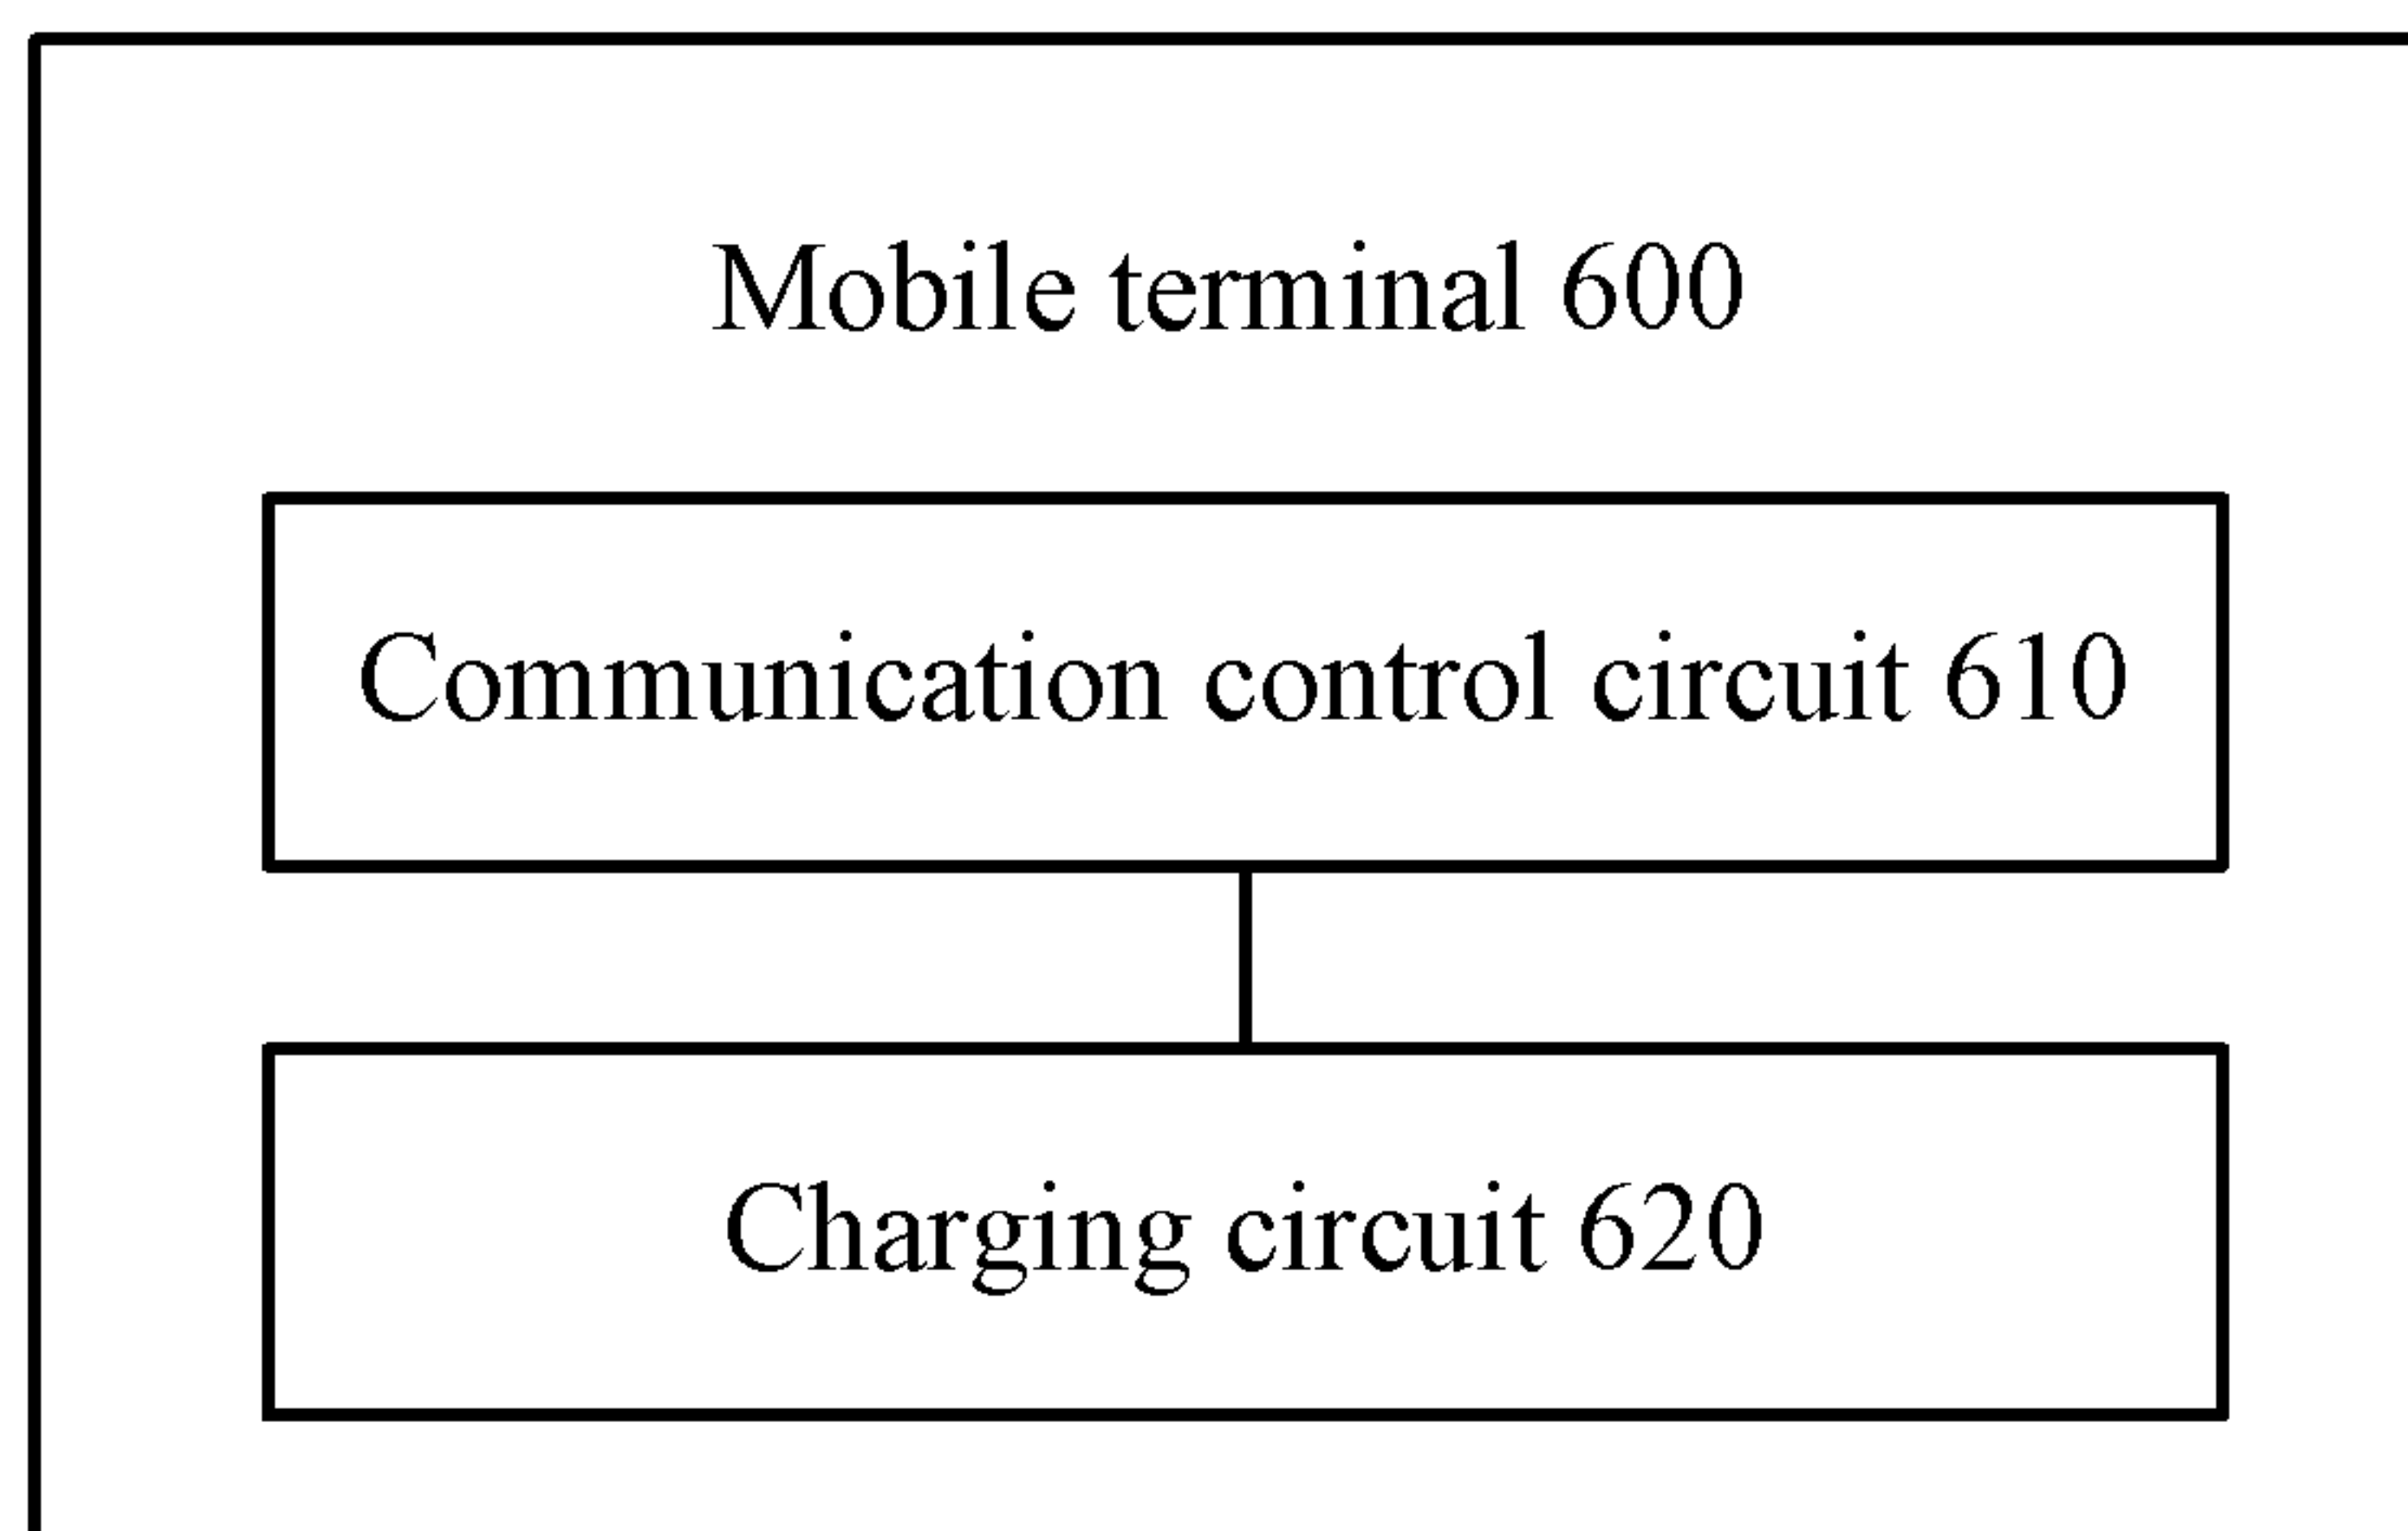 Mobile terminal 600
Communication control circuit 610
Charging circuit 620